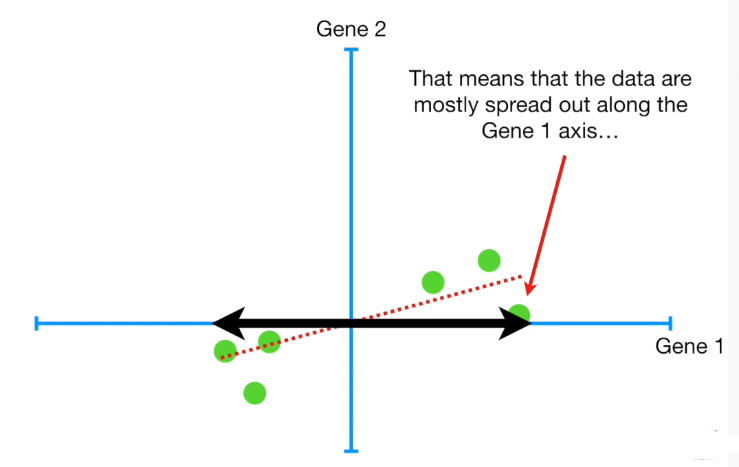 Gene 2
That means that the data are
mostly spread out along the
Gene 1 axis…
Gene 1